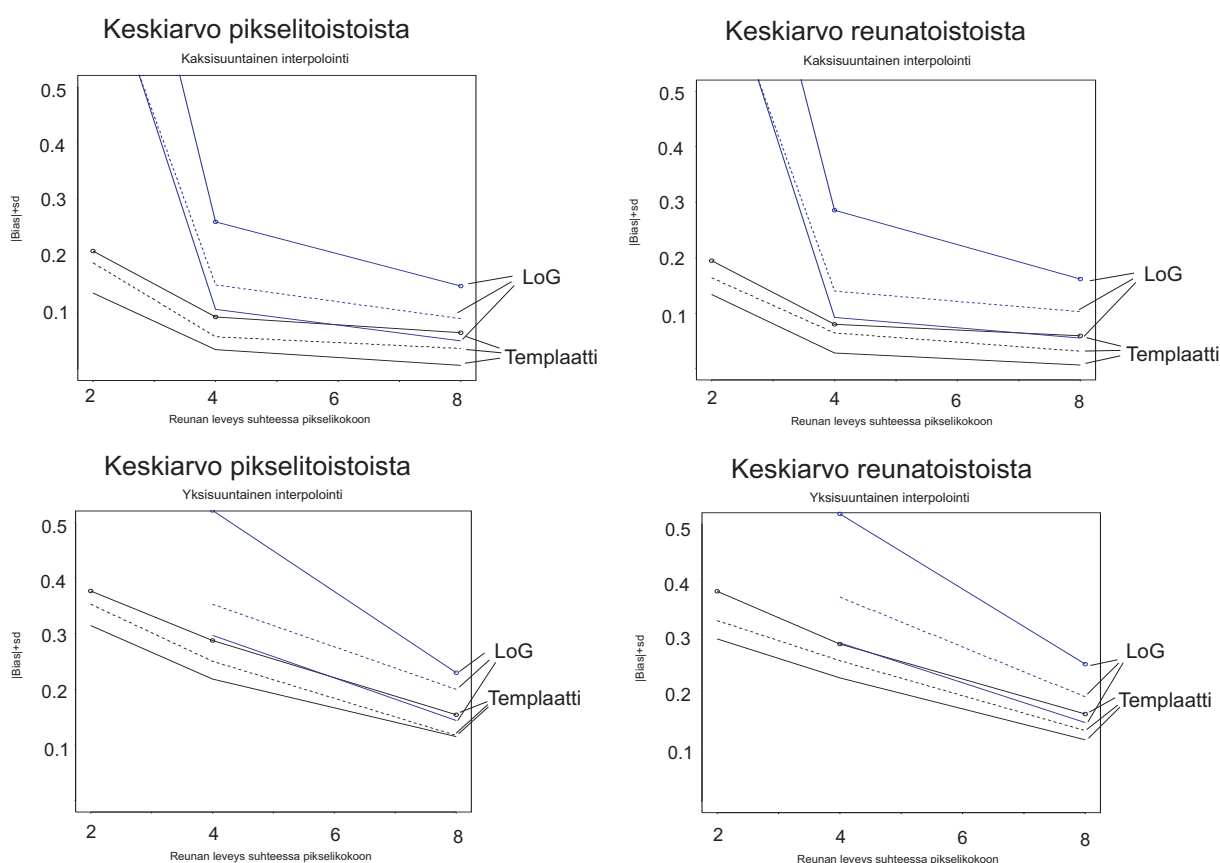 Keskiarvo pikselitoistoista
Kaksisuuntainen interpolointi
0.5
0.4
0.3
0.2
0.1
|Bias|+sd
LoG
Templaatti
2 4 6 8
Reunan leveys suhteessa pikselikokoon
Keskiarvo reunatoistoista
Kaksisuuntainen interpolointi
0.5
0.4
0.3
0.2
0.1
|Bias|+sd
LoG
Templaatti
2 4 6 8
Reunan leveys suhteessa pikselikokoon
Keskiarvo pikselitoistoista
Yksisuuntainen interpolointi
0.5
0.4
0.3
0.2
0.1
|Bias|+sd
LoG
Templaatti
2 4 6 8
Reunan leveys suhteessa pikselikokoon
Keskiarvo reunatoistoista
Yksisuuntainen interpolointi
0.5
0.4
0.3
0.2
0.1
|Bias|+sd
LoG
Templaatti
2 4 6 8
Reunan leveys suhteessa pikselikokoon